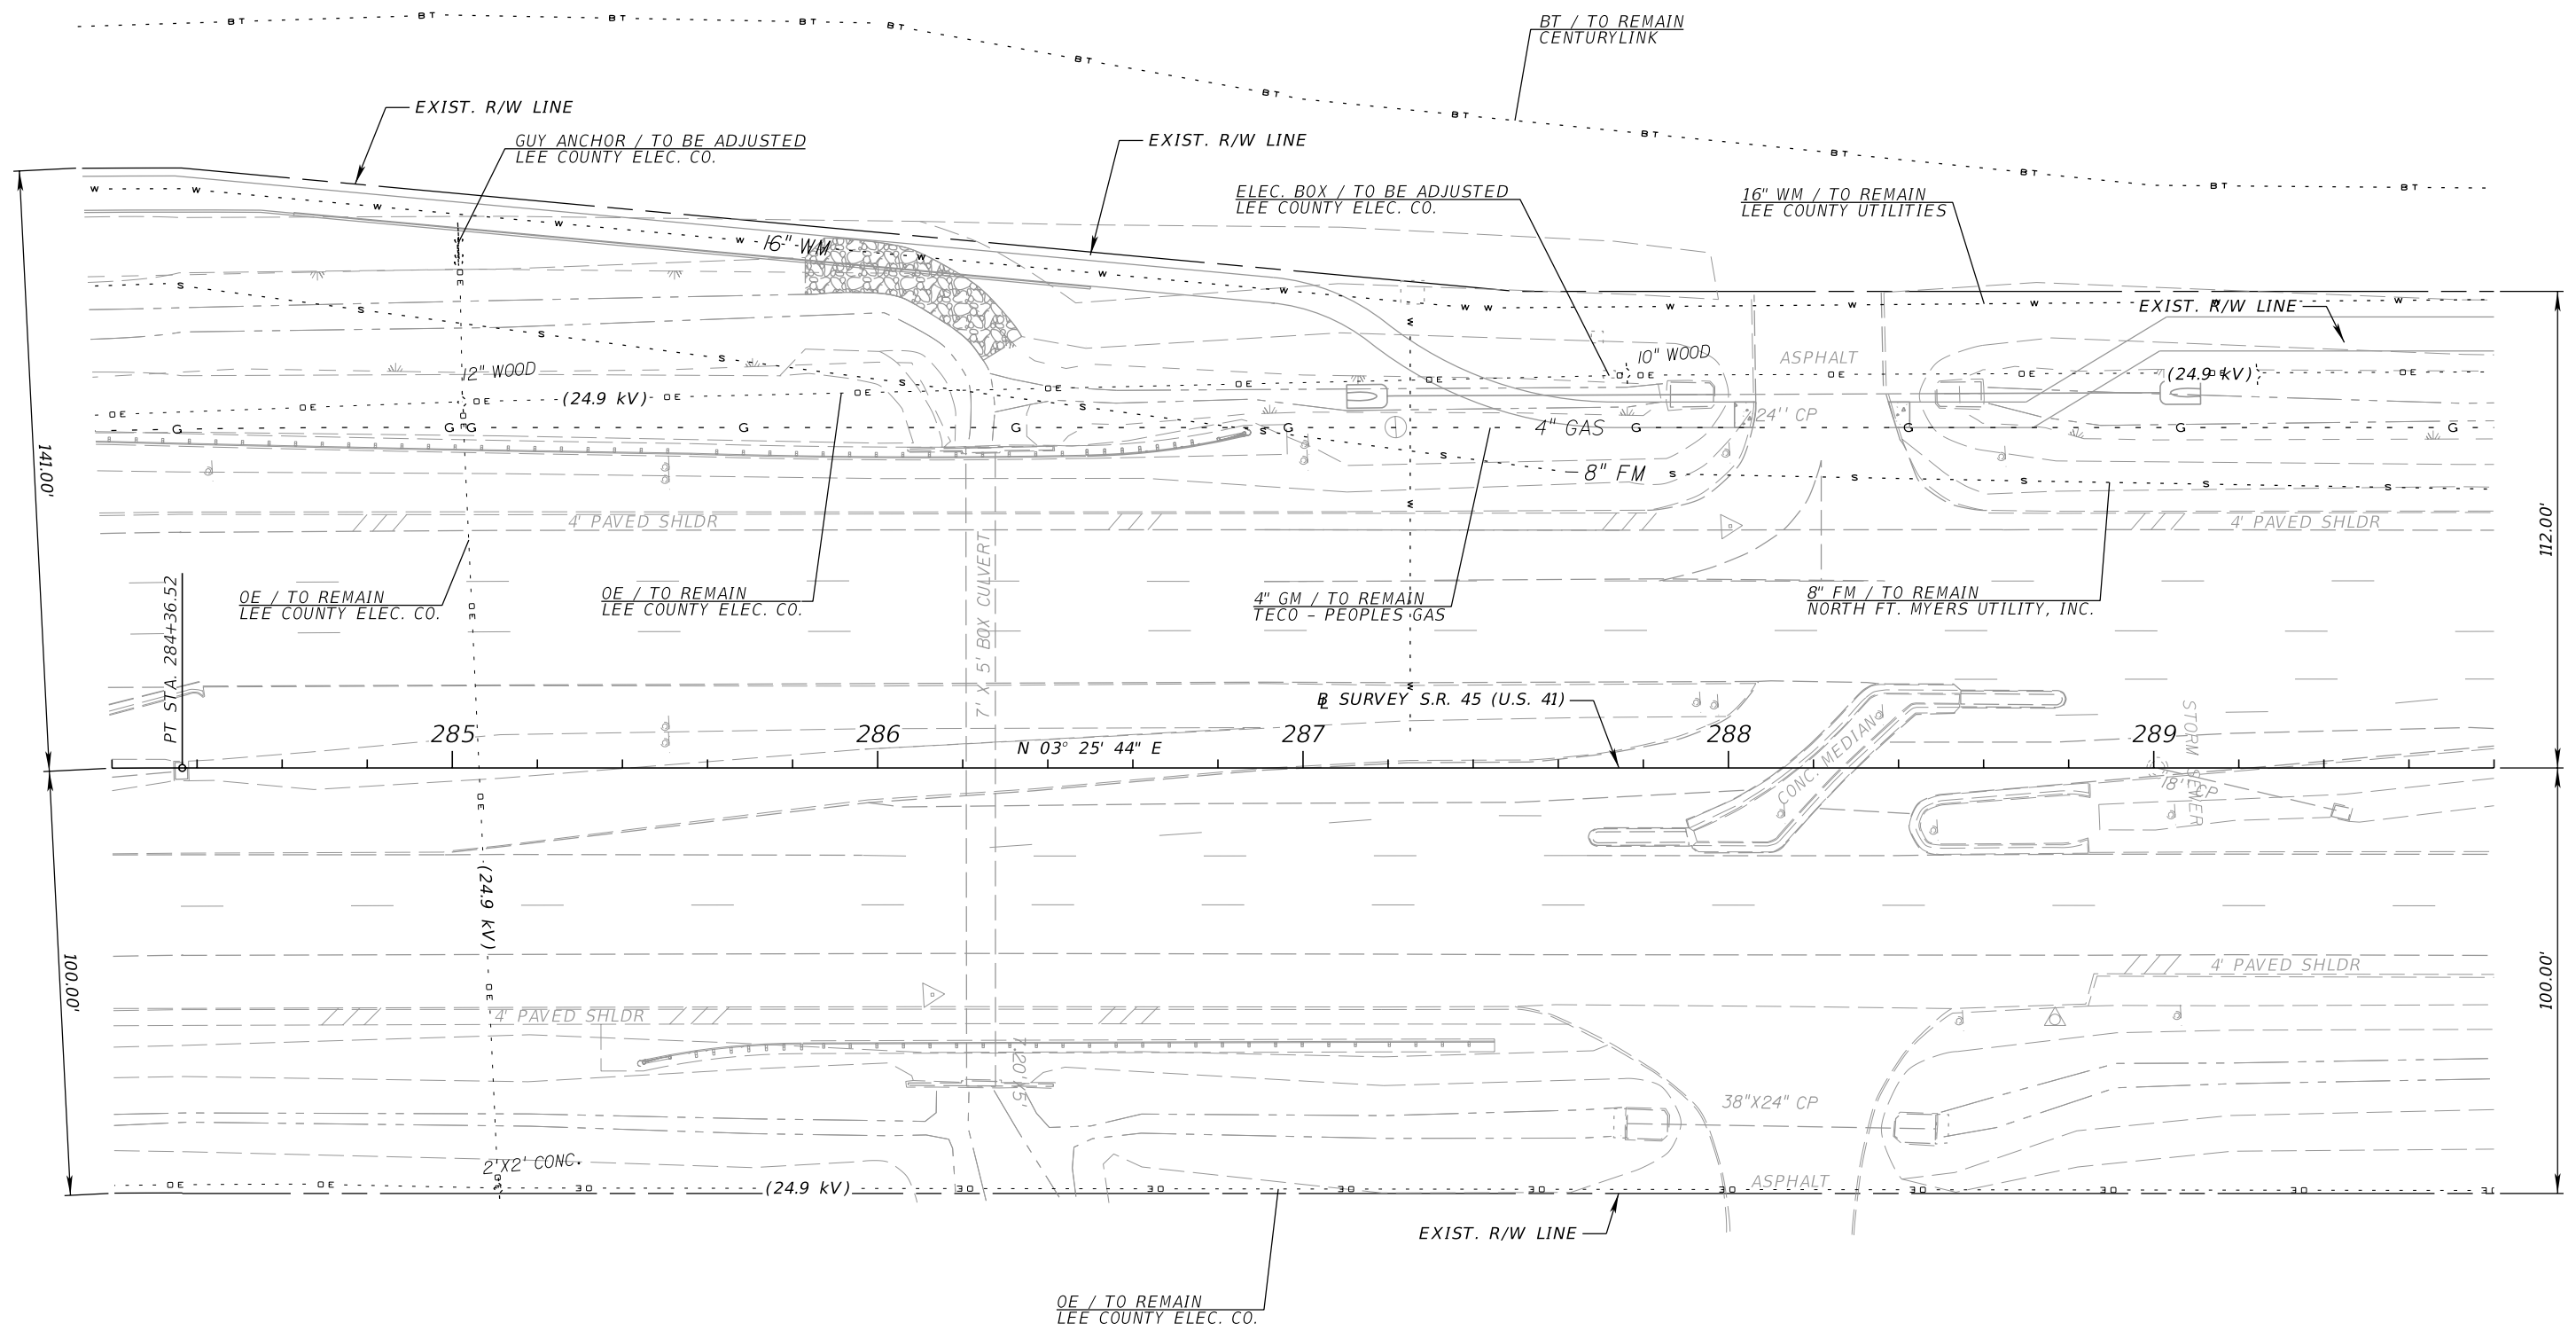 BT / TO REMAIN
CENTURYLINK
EXIST. R/W LINE
GUY ANCHOR / TO BE ADJUSTED
LEE COUNTY ELEC. CO.
EXIST. R/W LINE
ELEC. BOX / TO BE ADJUSTED
LEE COUNTY ELEC. CO.
16" WM / TO REMAIN
LEE COUNTY UTILITIES
16" WM
EXIST. R/W LINE
12" WOOD
10" WOOD
ASPHALT
(24.9 kV)
(24.9 kV)
24'' CP
4" GAS
8" FM
141.00'
112.00'
4' PAVED SHLDR
4' PAVED SHLDR
7' X 5' BOX CULVERT
PT STA. 284+36.52
OE / TO REMAIN
LEE COUNTY ELEC. CO.
OE / TO REMAIN
LEE COUNTY ELEC. CO.
4" GM / TO REMAIN
TECO - PEOPLES GAS
8" FM / TO REMAIN
NORTH FT. MYERS UTILITY, INC.
BL SURVEY S.R. 45 (U.S. 41)
285
286
287
288
289
N 03° 25' 44" E
CONC. MEDIAN
STORM SEWER
(24.9 kV)
100.00'
100.00'
4' PAVED SHLDR
4' PAVED SHLDR
7.20'X5'
38"X24" CP
2'X2' CONC.
ASPHALT
(24.9 kV)
EXIST. R/W LINE
OE / TO REMAIN
LEE COUNTY ELEC. CO.